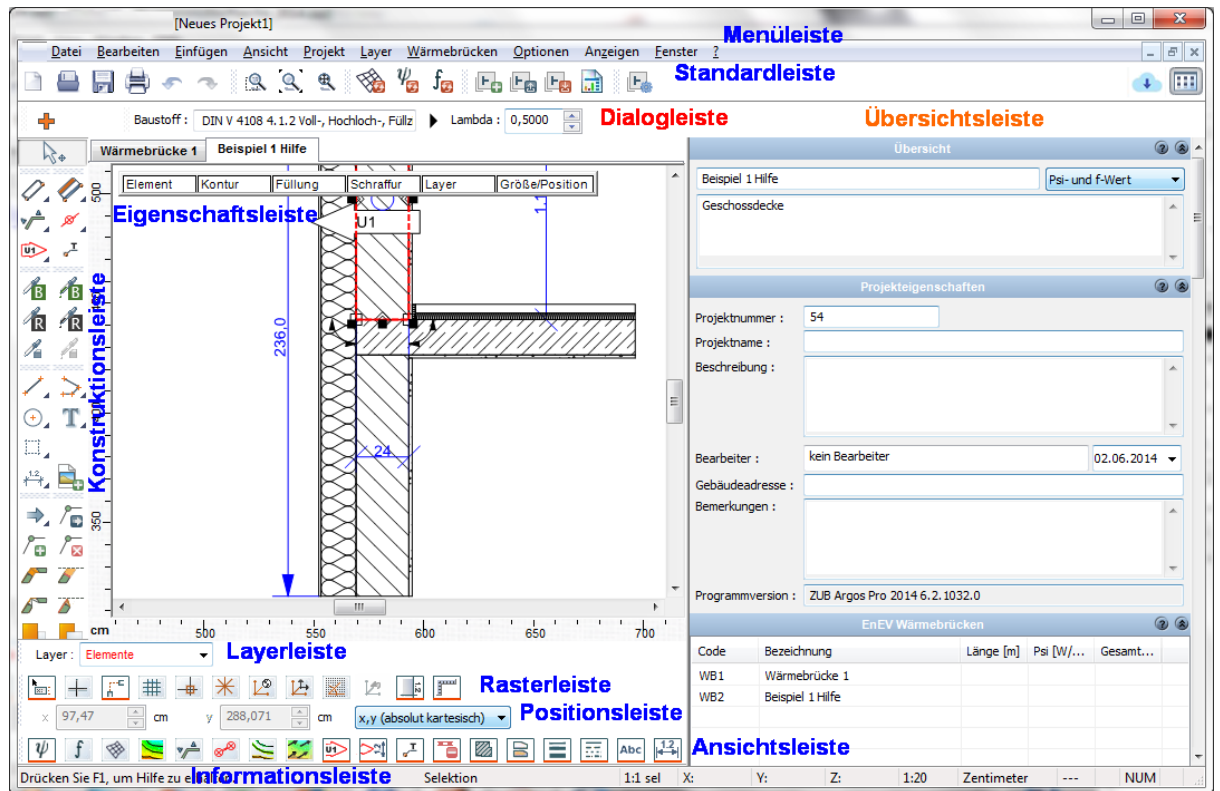 [Neues Projekt1]
Menüleiste
Datei Bearbeiten Einfügen Ansicht Projekt Layer Wärmebrücken Optionen Anzeigen Fenster ?
Standardleiste
Baustoff : DIN V 4108 4.1.2 Voll-, Hochloch-, Füllz Lambda : 0,5000
Dialogleiste
Übersichtsleiste
Wärmebrücke 1 Beispiel 1 Hilfe
Element Kontur Füllung Schraffur Layer Größe/Position
Eigenschaftsleiste
U1
Konstruktionsleiste
236,0
24
500
350
cm 500 550 600 650 700
Übersicht
Beispiel 1 Hilfe Psi- und f-Wert
Geschossdecke
Projekteigenschaften
Projektnummer : 54
Projektname :
Beschreibung :
Bearbeiter : kein Bearbeiter 02.06.2014
Gebäudeadresse :
Bemerkungen :
Programmversion : ZUB Argos Pro 2014 6.2.1032.0
EnEV Wärmebrücken
Code Bezeichnung Länge [m] Psi [W/... Gesamt...
WB1 Wärmebrücke 1
WB2 Beispiel 1 Hilfe
Layer : Elemente
Layerleiste
Rasterleiste
x 97,47 cm y 288,071 cm x,y (absolut kartesisch)
Positionsleiste
U1 Abc 1.2
Ansichtsleiste
Drücken Sie F1, um Hilfe zu
Informationsleiste
Selektion 1:1 sel X: Y: Z: 1:20 Zentimeter --- NUM